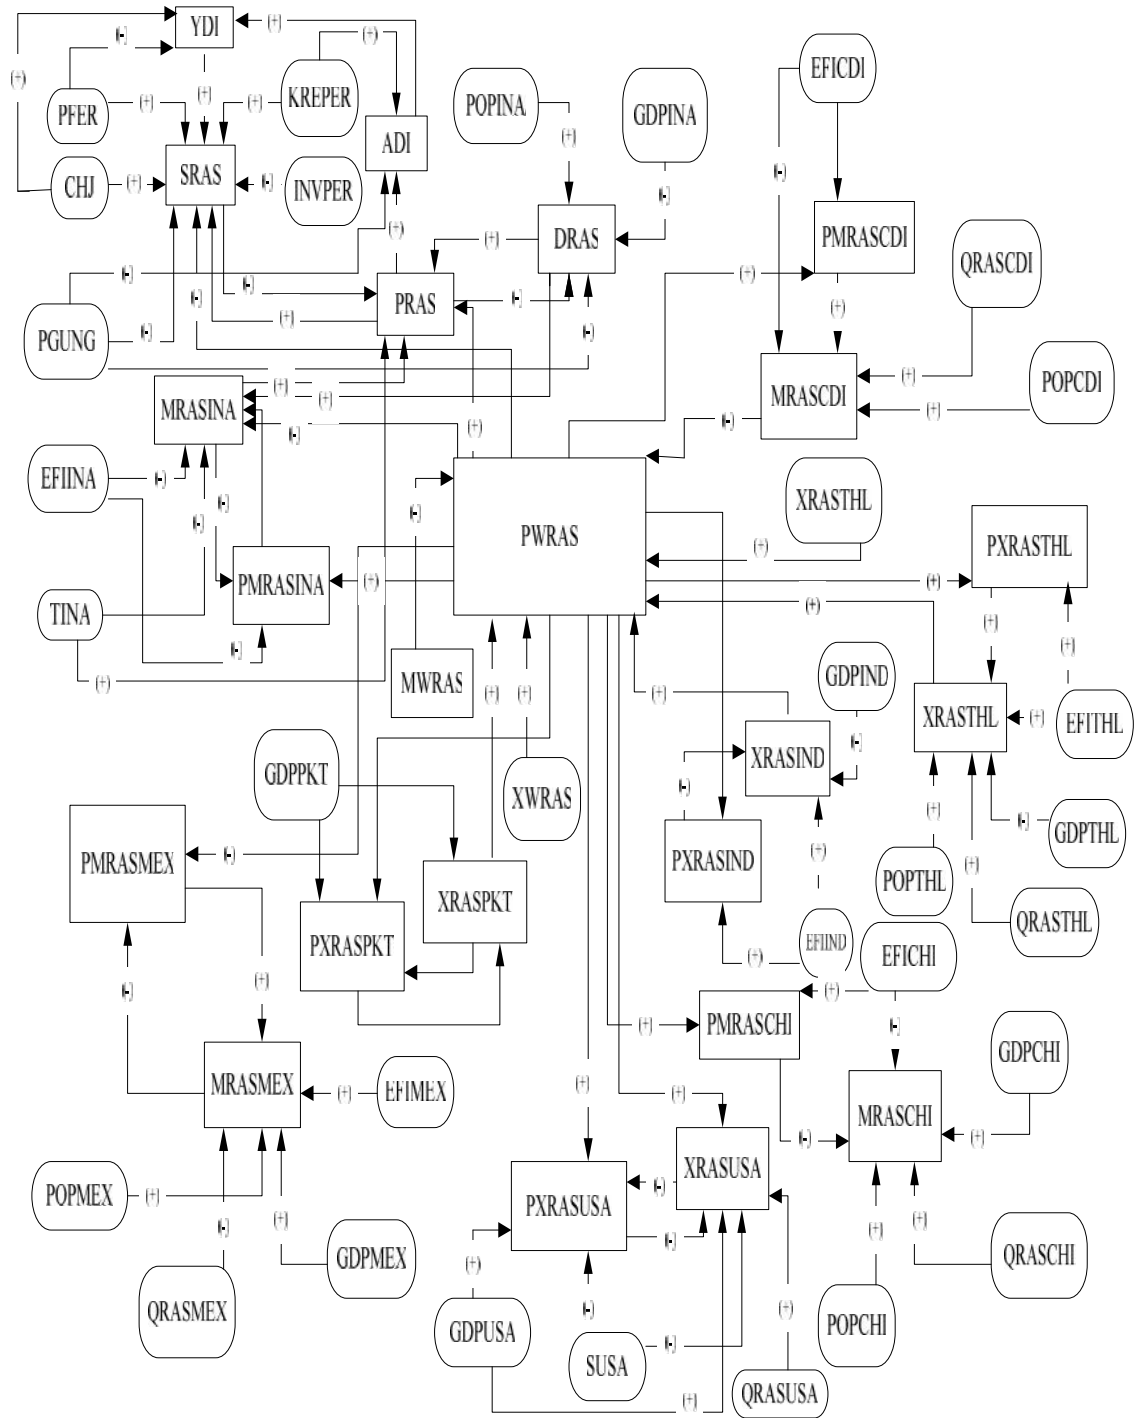 YDI
(+)
(-)
(+)
(+)
(+)
EFICDI
PFER
(+)
(+)
KREPER
POPINA
GDPINA
ADI
(+)
CHJ
(+)
SRAS
(-)
INVPER
(-)
(-)
PMRASCDI
(+)
(+)
DRAS
QRASCDI
(-)
(-)
(-)
(-)
(+)
PRAS
(-)
(+)
PGUNG
(-)
(+)
(-)
MRASINA
(+)
(+)
MRASCDI
(+)
POPCDI
(+)
(-)
(+)
(-)
EFIINA
(-)
(-)
XRASTHL
(-)
(-)
PWRAS
(+)
PXRASTHL
PMRASINA
(+)
(+)
TINA
(+)
(+)
(-)
(+)
(+)
MWRAS
(+)
(+)
(+)
GDPIND
XRASTHL
(+)
EFITHL
XRASIND
(-)
GDPPKT
XWRAS
(-)
(+)
(-)
GDPTHL
PMRASMEX
(-)
PXRASIND
(+)
POPTHL
(+)
XRASPKT
QRASTHL
PXRASPKT
EFIIND
EFICHI
(+)
(-)
(+)
(+)
PMRASCHI
(+)
(-)
GDPCHI
MRASMEX
(+)
EFIMEX
(+)
(+)
MRASCHI
(-)
(+)
XRASUSA
POPMEX
(+)
(-)
PXRASUSA
(-)
(+)
(-)
(+)
(+)
(+)
GDPMEX
QRASCHI
QRASMEX
(-)
(+)
POPCHI
GDPUSA
SUSA
(-)
QRASUSA
(+)